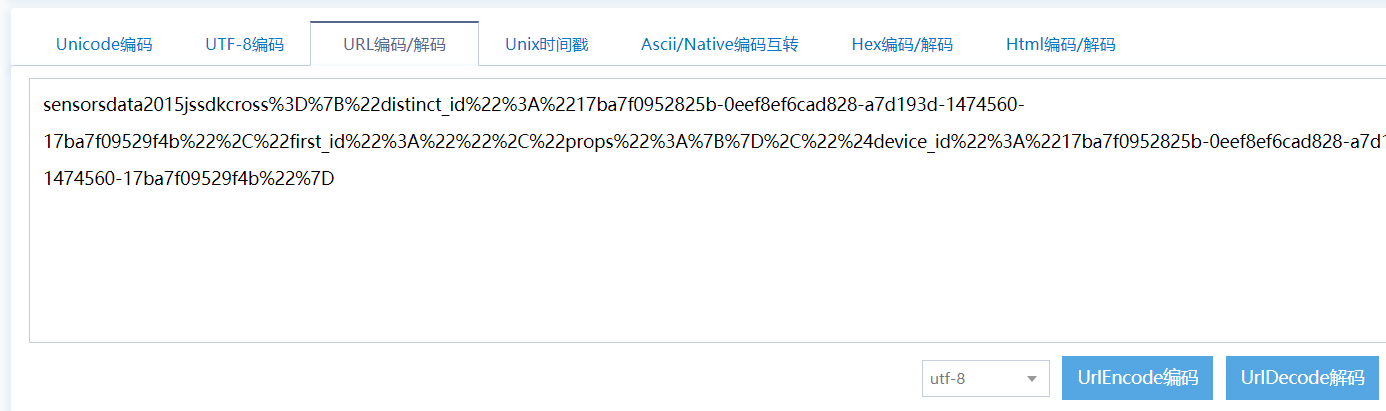 Unicode编码 UTF-8编码 URL编码/解码 Unix时间戳 Ascii/Native编码互转 Hex编码/解码 Html编码/解码
sensorsdata2015jssdkcross%3D%7B%22distinct_id%22%3A%2217ba7f0952825b-0eef8ef6cad828-a7d193d-1474560-
17ba7f09529f4b%22%2C%22first_id%22%3A%22%22%2C%22props%22%3A%7B%7D%2C%22%24device_id%22%3A%2217ba7f0952825b-0eef8ef6cad828-a7d1
1474560-17ba7f09529f4b%22%7D
utf-8 UrlEncode编码 UrlDecode解码